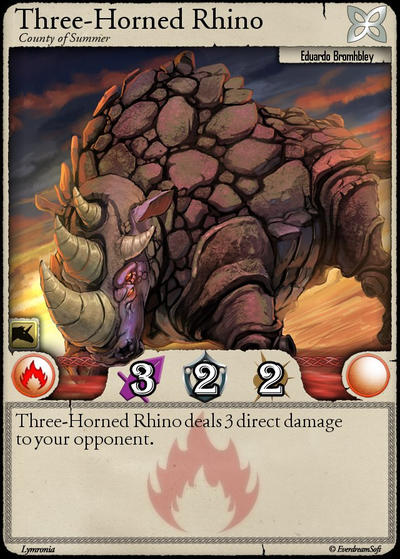 Three-Horned Rhino
County of Summer
Eduardo Bromhbley
3 2 2
Three-Horned Rhino deals 3 direct damage
to your opponent.
Lymronia © EverdreamSoft